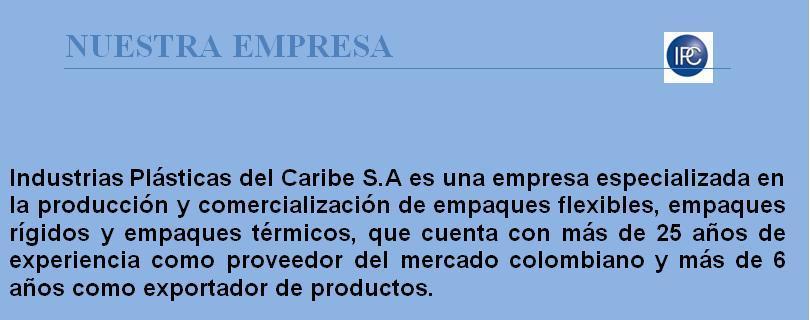 NUESTRA EMPRESA
IPC
Industrias Plásticas del Caribe S.A es una empresa especializada en
la producción y comercialización de empaques flexibles, empaques
rígidos y empaques térmicos, que cuenta con más de 25 años de
experiencia como proveedor del mercado colombiano y más de 6
años como exportador de productos.